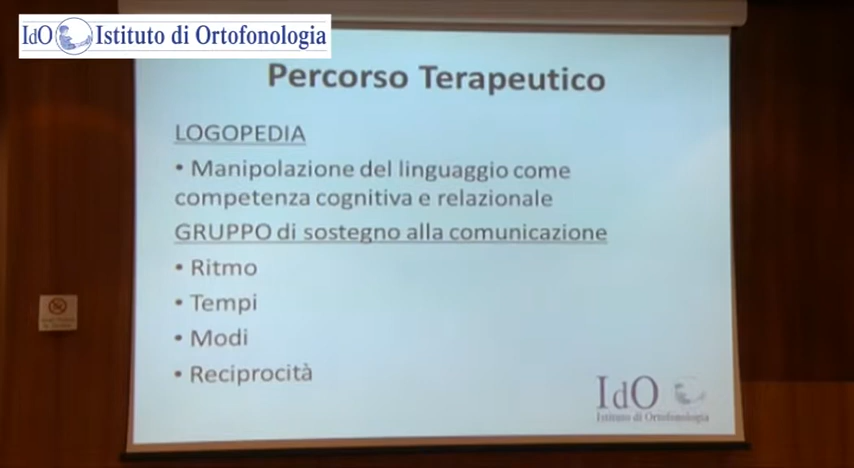 IdO Istituto di Ortofonologia
Percorso Terapeutico
LOGOPEDIA
• Manipolazione del linguaggio come
competenza cognitiva e relazionale
GRUPPO di sostegno alla comunicazione
• Ritmo
• Tempi
• Modi
• Reciprocità
IdO
Istituto di Ortofonologia